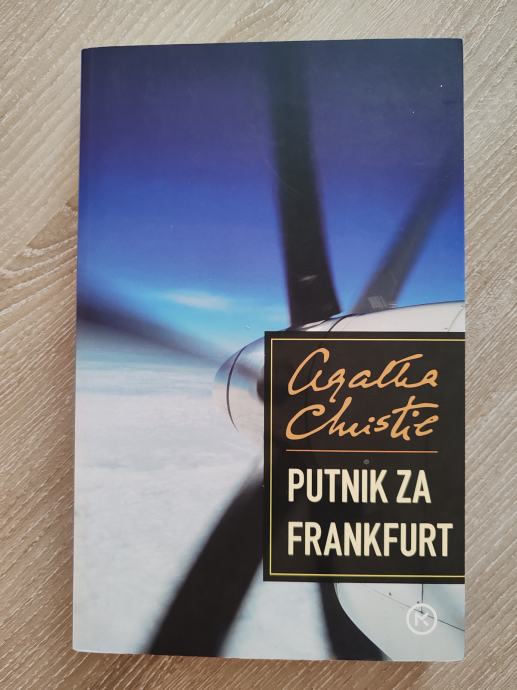 Agatha
Christie
PUTNIK ZA
FRANKFURT